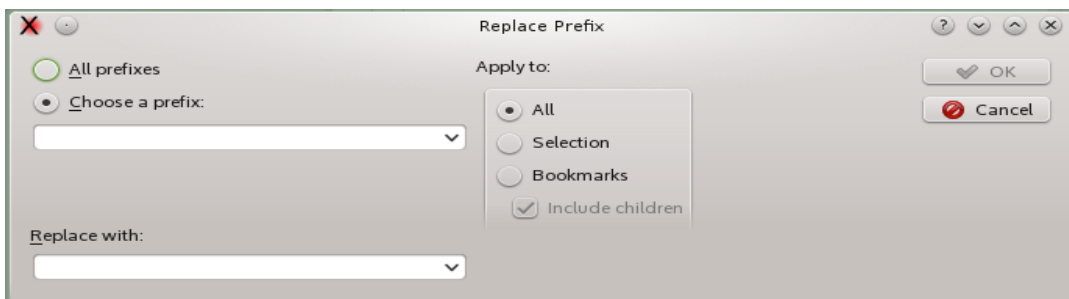 Replace Prefix
All prefixes
Choose a prefix:
Apply to:
All
Selection
Bookmarks
Include children
OK
Cancel
Replace with: